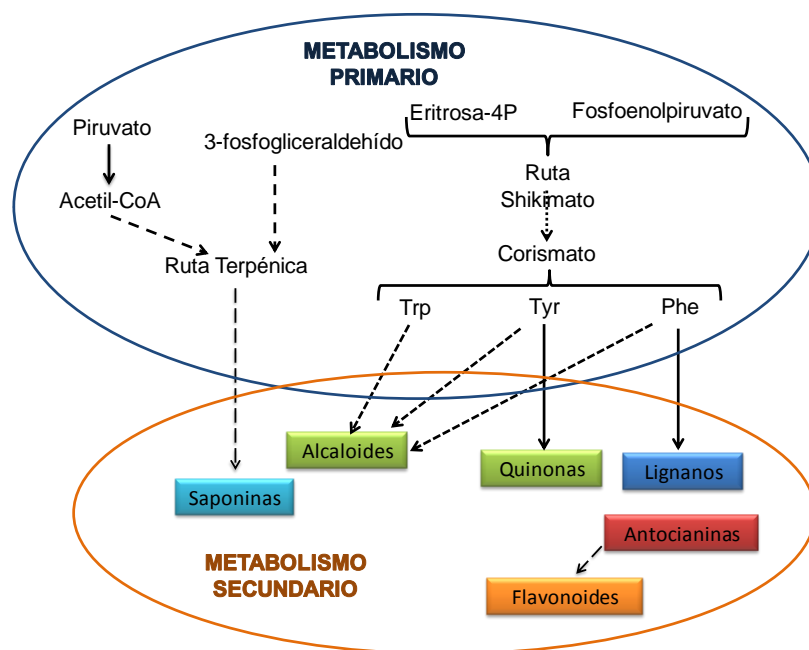 METABOLISMO
PRIMARIO
Eritrosa-4P
Fosfoenolpiruvato
Piruvato
3-fosfogliceraldehído
Ruta
Shikimato
Acetil-CoA
Corismato
Ruta Terpénica
Trp
Tyr
Phe
Alcaloides
Quinonas
Lignanos
Saponinas
Antocianinas
METABOLISMO
SECUNDARIO
Flavonoides